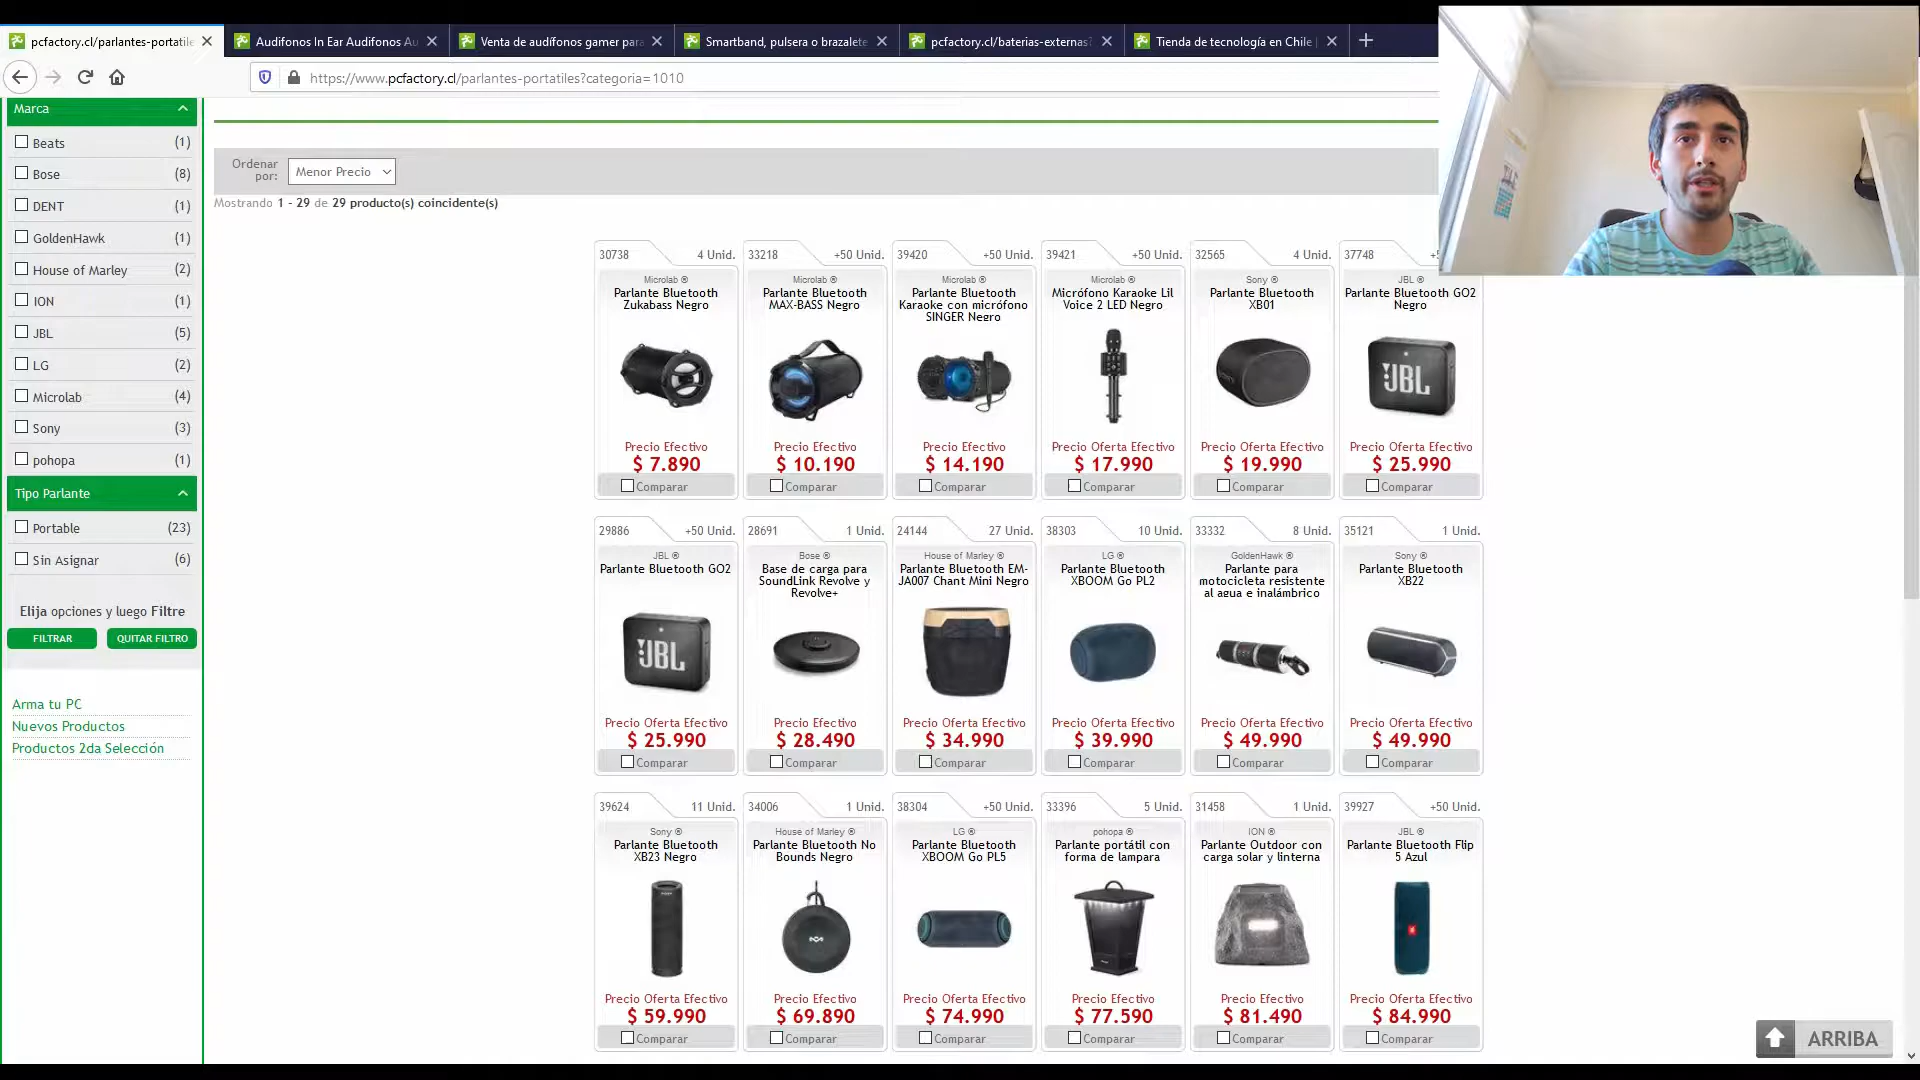 pcfactory.cl/parlantes-portatile
Audifonos In Ear Audifonos Au
Venta de audífonos gamer para
Smartband, pulsera o brazalete
pcfactory.cl/baterias-externas?
Tienda de tecnología en Chile |
https://www.pcfactory.cl/parlantes-portatiles?categoria=1010
Marca
Beats (1)
Bose (8)
DENT (1)
GoldenHawk (1)
House of Marley (2)
ION (1)
JBL (5)
LG (2)
Microlab (4)
Sony (3)
pohopa (1)
Tipo Parlante
Portable (23)
Sin Asignar (6)
Elija opciones y luego Filtre
FILTRAR QUITAR FILTRO
Arma tu PC
Nuevos Productos
Productos 2da Selección
Ordenar
por:
Menor Precio
Mostrando 1 - 29 de 29 producto(s) coincidente(s)
30738 4 Unid.
Microlab ®
Parlante Bluetooth
Zukabass Negro
Precio Efectivo
$ 7.890
Comparar
33218 +50 Unid.
Microlab ®
Parlante Bluetooth
MAX-BASS Negro
Precio Efectivo
$ 10.190
Comparar
39420 +50 Unid.
Microlab ®
Parlante Bluetooth
Karaoke con micrófono
SINGER Negro
Precio Efectivo
$ 14.190
Comparar
39421 +50 Unid.
Microlab ®
Micrófono Karaoke Lil
Voice 2 LED Negro
Precio Oferta Efectivo
$ 17.990
Comparar
32565 4 Unid.
Sony ®
Parlante Bluetooth
XB01
Precio Efectivo
$ 19.990
Comparar
37748
JBL ®
Parlante Bluetooth GO2
Negro
JBL
Precio Oferta Efectivo
$ 25.990
Comparar
29886 +50 Unid.
JBL ®
Parlante Bluetooth GO2
JBL
Precio Oferta Efectivo
$ 25.990
Comparar
28691 1 Unid.
Bose ®
Base de carga para
SoundLink Revolve y
Revolve+
Precio Efectivo
$ 28.490
Comparar
24144 27 Unid.
House of Marley ®
Parlante Bluetooth EM-
JA007 Chant Mini Negro
Precio Oferta Efectivo
$ 34.990
Comparar
38303 10 Unid.
LG ®
Parlante Bluetooth
XBOOM Go PL2
Precio Oferta Efectivo
$ 39.990
Comparar
33332 8 Unid.
GoldenHawk ®
Parlante para
motocicleta resistente
al agua e inalámbrico
Precio Oferta Efectivo
$ 49.990
Comparar
35121 1 Unid.
Sony ®
Parlante Bluetooth
XB22
Precio Oferta Efectivo
$ 49.990
Comparar
39624 11 Unid.
Sony ®
Parlante Bluetooth
XB23 Negro
Precio Oferta Efectivo
$ 59.990
Comparar
34006 1 Unid.
House of Marley ®
Parlante Bluetooth No
Bounds Negro
Precio Efectivo
$ 69.890
Comparar
38304 +50 Unid.
LG ®
Parlante Bluetooth
XBOOM Go PL5
Precio Oferta Efectivo
$ 74.990
Comparar
33396 5 Unid.
pohopa ®
Parlante portátil con
forma de lampara
Precio Efectivo
$ 77.590
Comparar
31458 1 Unid.
ION ®
Parlante Outdoor con
carga solar y linterna
Precio Efectivo
$ 81.490
Comparar
39927 +50 Unid.
JBL ®
Parlante Bluetooth Flip
5 Azul
Precio Oferta Efectivo
$ 84.990
Comparar
ARRIBA